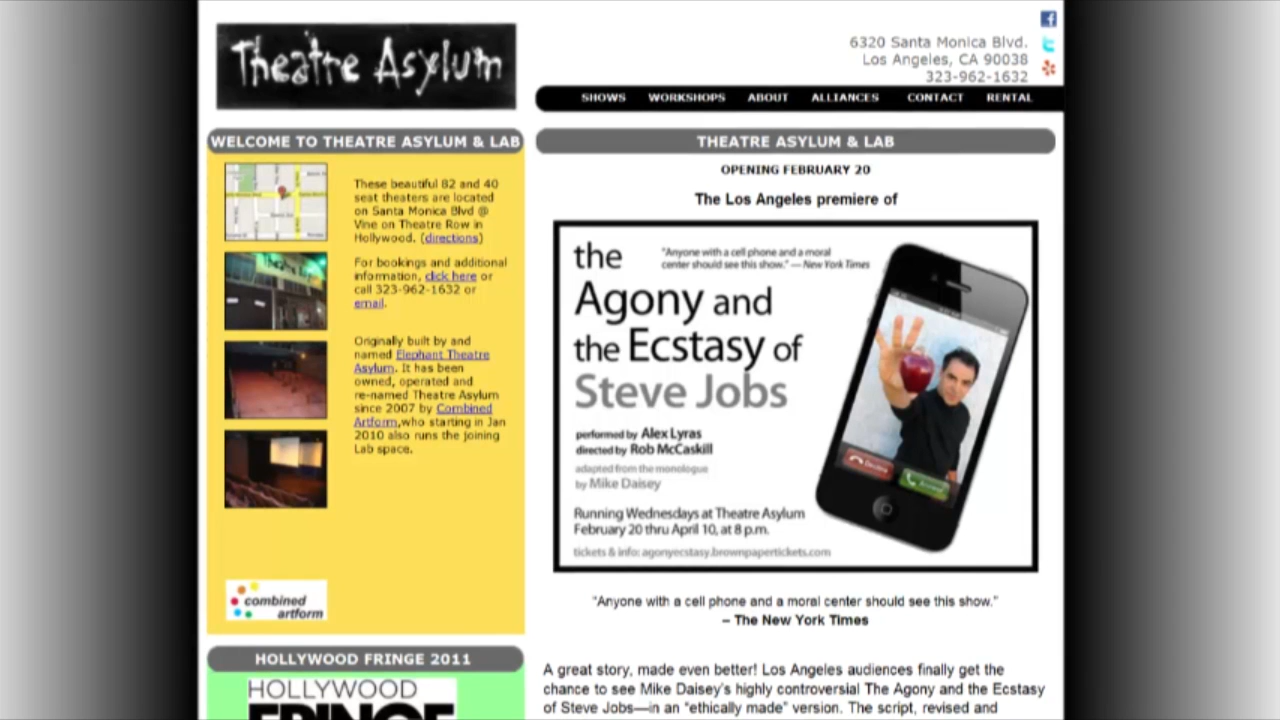 Theatre Asylum
6320 Santa Monica Blvd.
Los Angeles, CA 90038
323-962-1632
SHOWS WORKSHOPS ABOUT ALLIANCES CONTACT RENTAL
WELCOME TO THEATRE ASYLUM & LAB
These beautiful 82 and 40
seat theaters are located
on Santa Monica Blvd @
Vine on Theatre Row in
Hollywood. (directions)
For bookings and additional
information, click here or
call 323-962-1632 or
email.
Originally built by and
named Elephant Theatre
Asylum. It has been
owned, operated and
re-named Theatre Asylum
since 2007 by Combined
Artform,who starting in Jan
2010 also runs the joining
Lab space.
combined
artform
HOLLYWOOD FRINGE 2011
HOLLYWOOD
FRINGE
THEATRE ASYLUM & LAB
OPENING FEBRUARY 20
The Los Angeles premiere of
the
"Anyone with a cell phone and a moral
center should see this show." — New York Times
Agony and
the Ecstasy of
Steve Jobs
performed by Alex Lyras
directed by Rob McCaskill
adapted from the monologue
by Mike Daisey
Running Wednesdays at Theatre Asylum
February 20 thru April 10, at 8 p.m.
tickets & info: agonyecstasy.brownpapertickets.com
Decline
Accept
"Anyone with a cell phone and a moral center should see this show."
– The New York Times
A great story, made even better! Los Angeles audiences finally get the
chance to see Mike Daisey's highly controversial The Agony and the Ecstasy
of Steve Jobs—in an "ethically made" version. The script, revised and